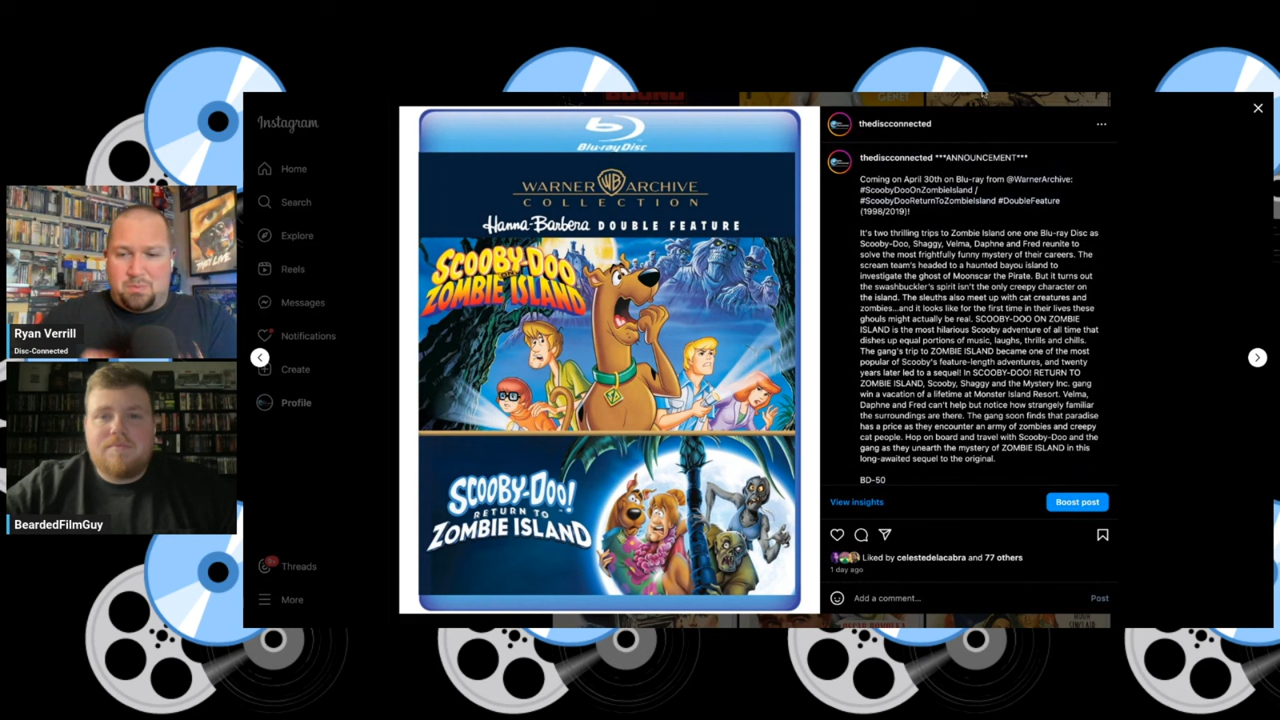 THEY LIVE
Ryan Verrill
Disc-Connected
BeardedFilmGuy
Instagram
Home
Search
Explore
Reels
Messages
Notifications
Create
Profile
9+
Threads
More
GENET
Blu-ray Disc
WARNER ARCHIVE
COLLECTION
Hanna-Barbera DOUBLE FEATURE
SCOOBY-DOO
ZOMBIE ISLAND
SCOOBY-DOO!
RETURN TO
ZOMBIE ISLAND
thediscconnected
thediscconnected ***ANNOUNCEMENT***
Coming on April 30th on Blu-ray from @WarnerArchive:
#ScoobyDooOnZombieIsland /
#ScoobyDooReturnToZombieIsland #DoubleFeature
(1998/2019)!
It's two thrilling trips to Zombie Island one one Blu-ray Disc as
Scooby-Doo, Shaggy, Velma, Daphne and Fred reunite to
solve the most frightfully funny mystery of their careers. The
scream team's headed to a haunted bayou island to
investigate the ghost of Moonscar the Pirate. But it turns out
the swashbuckler's spirit isn't the only creepy character on
the island. The sleuths also meet up with cat creatures and
zombies...and it looks like for the first time in their lives these
ghouls might actually be real. SCOOBY-DOO ON ZOMBIE
ISLAND is the most hilarious Scooby adventure of all time that
dishes up equal portions of music, laughs, thrills and chills.
The gang's trip to ZOMBIE ISLAND became one of the most
popular of Scooby's feature-length adventures, and twenty
years later led to a sequel! In SCOOBY-DOO! RETURN TO
ZOMBIE ISLAND, Scooby, Shaggy and the Mystery Inc. gang
win a vacation of a lifetime at Monster Island Resort. Velma,
Daphne and Fred can't help but notice how strangely familiar
the surroundings are there. The gang soon finds that paradise
has a price as they encounter an army of zombies and creepy
cat people. Hop on board and travel with Scooby-Doo and the
gang as they unearth the mystery of ZOMBIE ISLAND in this
long-awaited sequel to the original.
BD-50
View insights
Boost post
Liked by celestedelacabra and 77 others
1 day ago
Add a comment...
Post